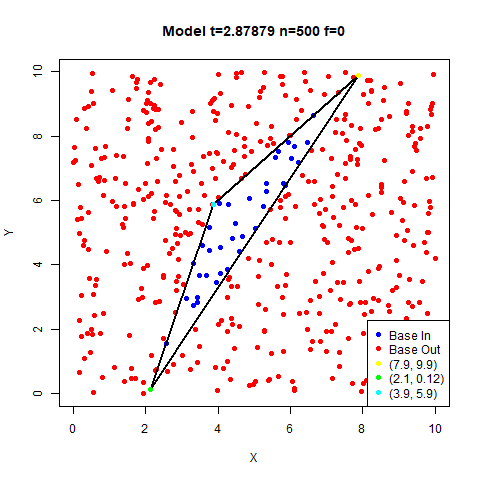 Model t=2.87879 n=500 f=0
Y
10
8
6
4
2
0
Base In
Base Out
(7.9, 9.9)
(2.1, 0.12)
(3.9, 5.9)
0 2 4 6 8 10
X